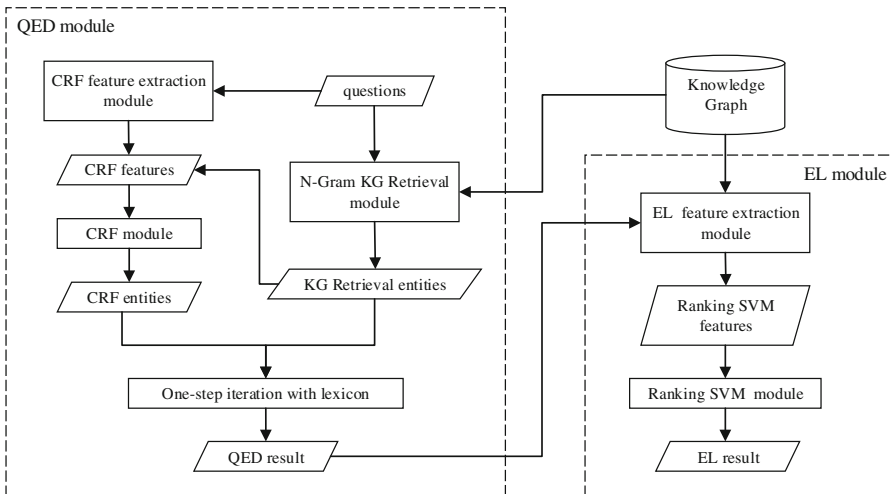 QED module
CRF feature extraction
module
questions
Knowledge
Graph
CRF features
N-Gram KG Retrieval
module
EL module
EL feature extraction
module
CRF module
CRF entities
KG Retrieval entities
Ranking SVM
features
One-step iteration with lexicon
Ranking SVM module
QED result
EL result